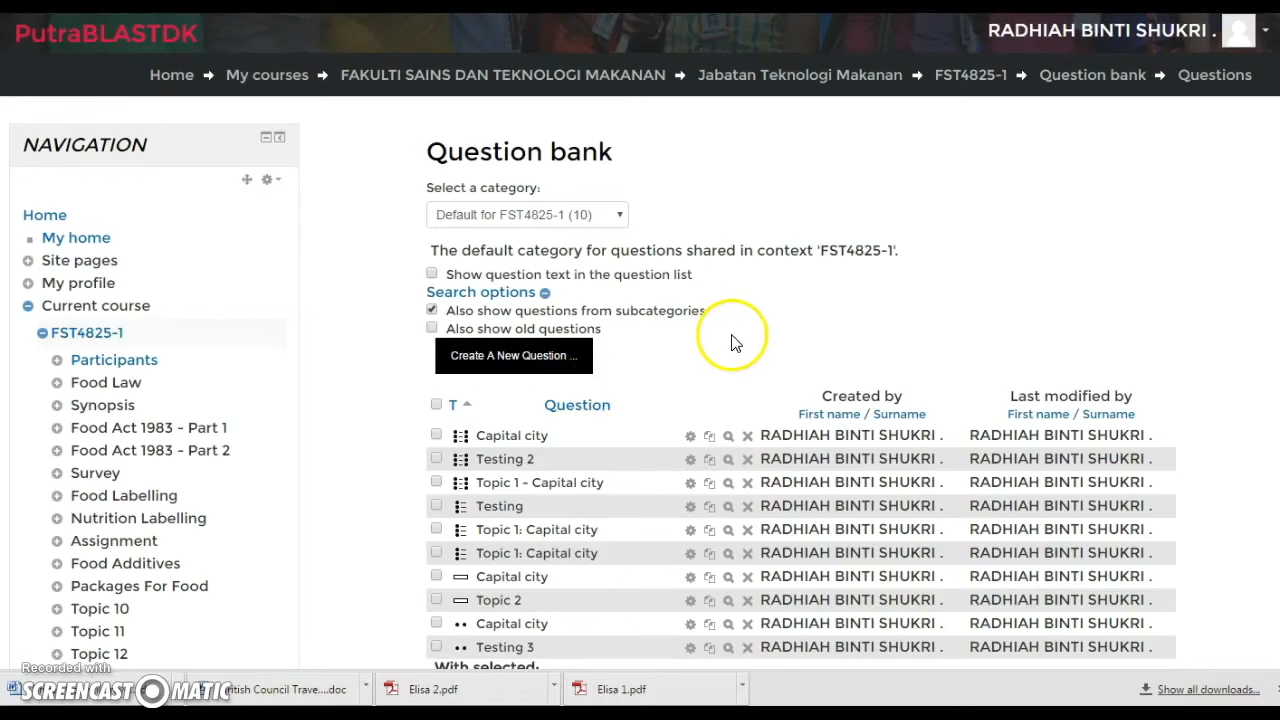 PutraBLASTDK
RADHIAH BINTI SHUKRI .
Home My courses FAKULTI SAINS DAN TEKNOLOGI MAKANAN Jabatan Teknologi Makanan FST4825-1 Question bank Questions
NAVIGATION
Home
My home
Site pages
My profile
Current course
FST4825-1
Participants
Food Law
Synopsis
Food Act 1983 - Part 1
Food Act 1983 - Part 2
Survey
Food Labelling
Nutrition Labelling
Assignment
Food Additives
Packages For Food
Topic 10
Topic 11
Topic 12
Question bank
Select a category:
Default for FST4825-1 (10)
The default category for questions shared in context 'FST4825-1'.
Show question text in the question list
Search options
Also show questions from subcategories
Also show old questions
Create A New Question ...
Created by Last modified by
T Question First name / Surname First name / Surname
Capital city RADHIAH BINTI SHUKRI . RADHIAH BINTI SHUKRI .
Testing 2 RADHIAH BINTI SHUKRI . RADHIAH BINTI SHUKRI .
Topic 1 - Capital city RADHIAH BINTI SHUKRI . RADHIAH BINTI SHUKRI .
Testing RADHIAH BINTI SHUKRI . RADHIAH BINTI SHUKRI .
Topic 1: Capital city RADHIAH BINTI SHUKRI . RADHIAH BINTI SHUKRI .
Topic 1: Capital city RADHIAH BINTI SHUKRI . RADHIAH BINTI SHUKRI .
Capital city RADHIAH BINTI SHUKRI . RADHIAH BINTI SHUKRI .
Topic 2 RADHIAH BINTI SHUKRI . RADHIAH BINTI SHUKRI .
Capital city RADHIAH BINTI SHUKRI . RADHIAH BINTI SHUKRI .
Testing 3 RADHIAH BINTI SHUKRI . RADHIAH BINTI SHUKRI .
With selected:
Recorded with
SCREENCAST MATIC
Trave....doc Elisa 2.pdf Elisa 1.pdf Show all downloads...